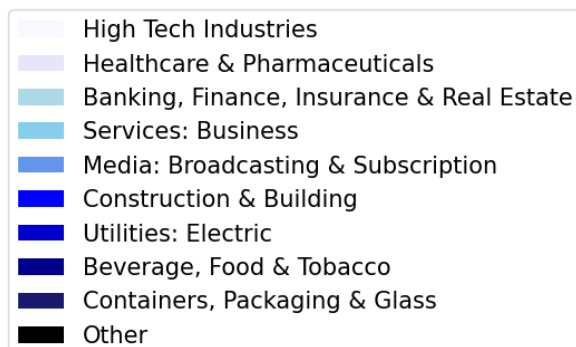 High Tech Industries
Healthcare & Pharmaceuticals
Banking, Finance, Insurance & Real Estate
Services: Business
Media: Broadcasting & Subscription
Construction & Building
Utilities: Electric
Beverage, Food & Tobacco
Containers, Packaging & Glass
Other